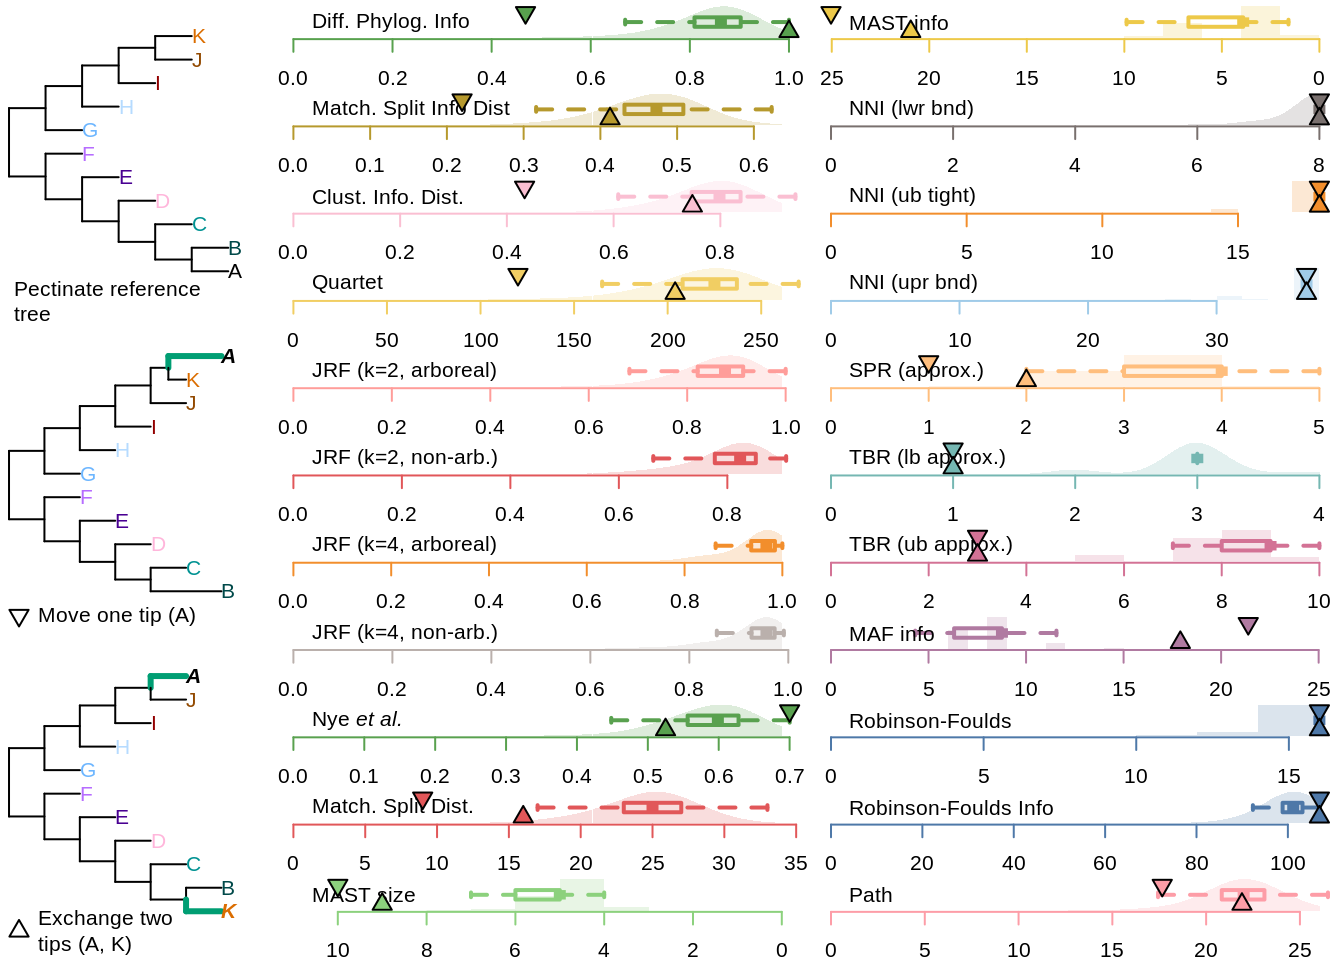 K
J
I
H
G
F
E
D
C
B
A
Pectinate reference
tree
A
K
J
I
H
G
F
E
D
C
B
Move one tip (A)
A
J
I
H
G
F
E
D
C
B
K
Exchange two
tips (A, K)
Diff. Phylog. Info
0.0 0.2 0.4 0.6 0.8 1.0
Match. Split Info Dist
0.0 0.1 0.2 0.3 0.4 0.5 0.6
Clust. Info. Dist.
0.0 0.2 0.4 0.6 0.8
Quartet
0 50 100 150 200 250
JRF (k=2, arboreal)
0.0 0.2 0.4 0.6 0.8 1.0
JRF (k=2, non-arb.)
0.0 0.2 0.4 0.6 0.8
JRF (k=4, arboreal)
0.0 0.2 0.4 0.6 0.8 1.0
JRF (k=4, non-arb.)
0.0 0.2 0.4 0.6 0.8 1.0
Nye et al.
0.0 0.1 0.2 0.3 0.4 0.5 0.6 0.7
Match. Split Dist.
0 5 10 15 20 25 30 35
MAST size
10 8 6 4 2 0
MAST info
25 20 15 10 5 0
NNI (lwr bnd)
0 2 4 6 8
NNI (ub tight)
0 5 10 15
NNI (upr bnd)
0 10 20 30
SPR (approx.)
0 1 2 3 4 5
TBR (lb approx.)
0 1 2 3 4
TBR (ub approx.)
0 2 4 6 8 10
MAF info
0 5 10 15 20 25
Robinson-Foulds
0 5 10 15
Robinson-Foulds Info
0 20 40 60 80 100
Path
0 5 10 15 20 25